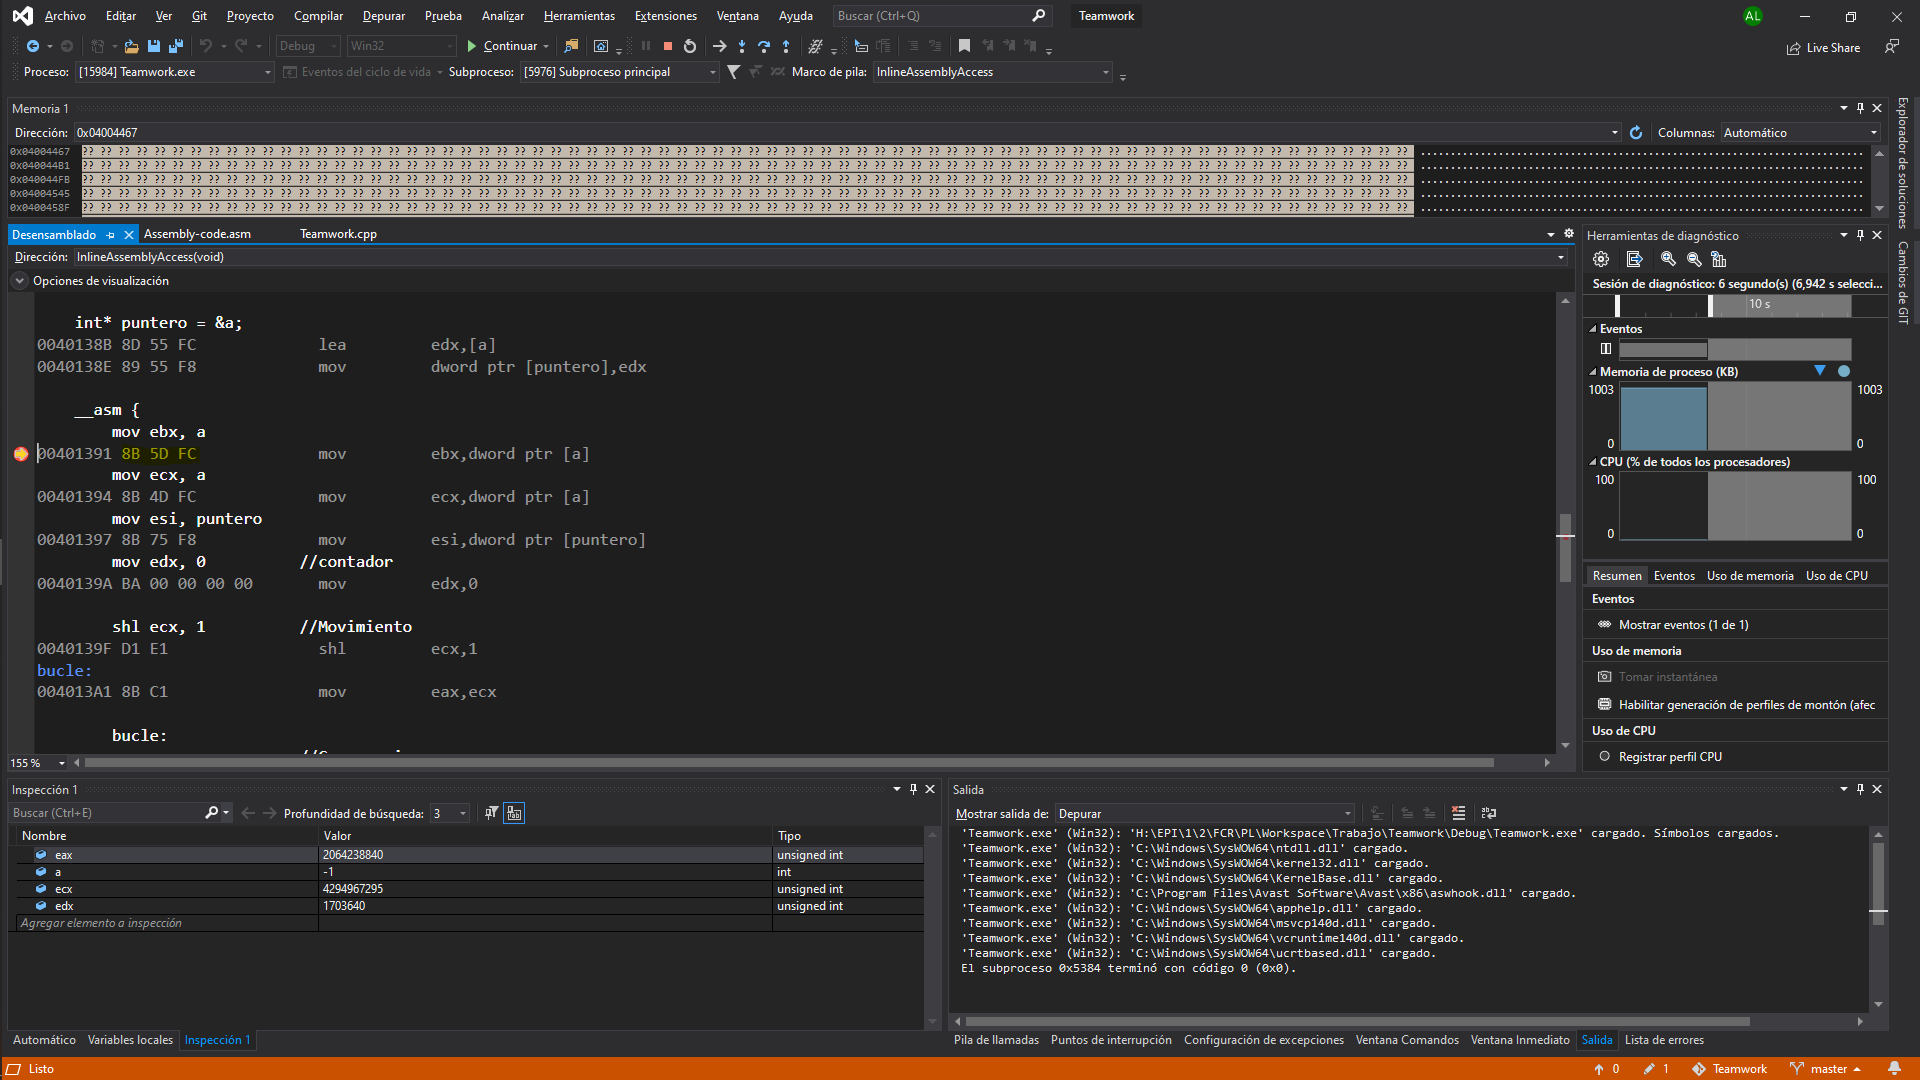 Archivo Editar Ver Git Proyecto Compilar Depurar Prueba Analizar Herramientas Extensiones Ventana Ayuda Buscar (Ctrl+Q) Teamwork AL
Debug Win32 Continuar Live Share
Proceso: [15984] Teamwork.exe Eventos del ciclo de vida Subproceso: [5976] Subproceso principal Marco de pila: InlineAssemblyAccess
Memoria 1
Dirección: 0x04004467 Columnas: Automático
0x04004467
0x040044B1
0x040044FB
0x04004545
0x0400458F
Explorador de soluciones
Cambios de GIT
Desensamblado Assembly-code.asm Teamwork.cpp
Dirección: InlineAssemblyAccess(void)
Opciones de visualización
int* puntero = &a;
0040138B 8D 55 FC lea edx,[a]
0040138E 89 55 F8 mov dword ptr [puntero],edx
__asm {
mov ebx, a
00401391 8B 5D FC mov ebx,dword ptr [a]
mov ecx, a
00401394 8B 4D FC mov ecx,dword ptr [a]
mov esi, puntero
00401397 8B 75 F8 mov esi,dword ptr [puntero]
mov edx, 0 //contador
0040139A BA 00 00 00 00 mov edx,0
shl ecx, 1 //Movimiento
0040139F D1 E1 shl ecx,1
bucle:
004013A1 8B C1 mov eax,ecx
bucle:
155 %
Herramientas de diagnóstico
Sesión de diagnóstico: 6 segundo(s) (6,942 s selecci...
10 s
Eventos
Memoria de proceso (KB)
1003 1003
0 0
CPU (% de todos los procesadores)
100 100
0 0
Resumen Eventos Uso de memoria Uso de CPU
Eventos
Mostrar eventos (1 de 1)
Uso de memoria
Tomar instantánea
Habilitar generación de perfiles de montón (afec
Uso de CPU
Registrar perfil CPU
Inspección 1
Buscar (Ctrl+E) Profundidad de búsqueda: 3
Nombre Valor Tipo
eax 2064238840 unsigned int
a -1 int
ecx 4294967295 unsigned int
edx 1703640 unsigned int
Agregar elemento a inspección
Automático Variables locales Inspección 1
Salida
Mostrar salida de: Depurar
'Teamwork.exe' (Win32): 'H:\EPI\1\2\FCR\PL\Workspace\Trabajo\Teamwork\Debug\Teamwork.exe' cargado. Símbolos cargados.
'Teamwork.exe' (Win32): 'C:\Windows\SysWOW64\ntdll.dll' cargado.
'Teamwork.exe' (Win32): 'C:\Windows\SysWOW64\kernel32.dll' cargado.
'Teamwork.exe' (Win32): 'C:\Windows\SysWOW64\KernelBase.dll' cargado.
'Teamwork.exe' (Win32): 'C:\Program Files\Avast Software\Avast\x86\aswhook.dll' cargado.
'Teamwork.exe' (Win32): 'C:\Windows\SysWOW64\apphelp.dll' cargado.
'Teamwork.exe' (Win32): 'C:\Windows\SysWOW64\msvcp140d.dll' cargado.
'Teamwork.exe' (Win32): 'C:\Windows\SysWOW64\vcruntime140d.dll' cargado.
'Teamwork.exe' (Win32): 'C:\Windows\SysWOW64\ucrtbased.dll' cargado.
El subproceso 0x5384 terminó con código 0 (0x0).
Pila de llamadas Puntos de interrupción Configuración de excepciones Ventana Comandos Ventana Inmediato Salida Lista de errores
Listo 0 1 Teamwork master